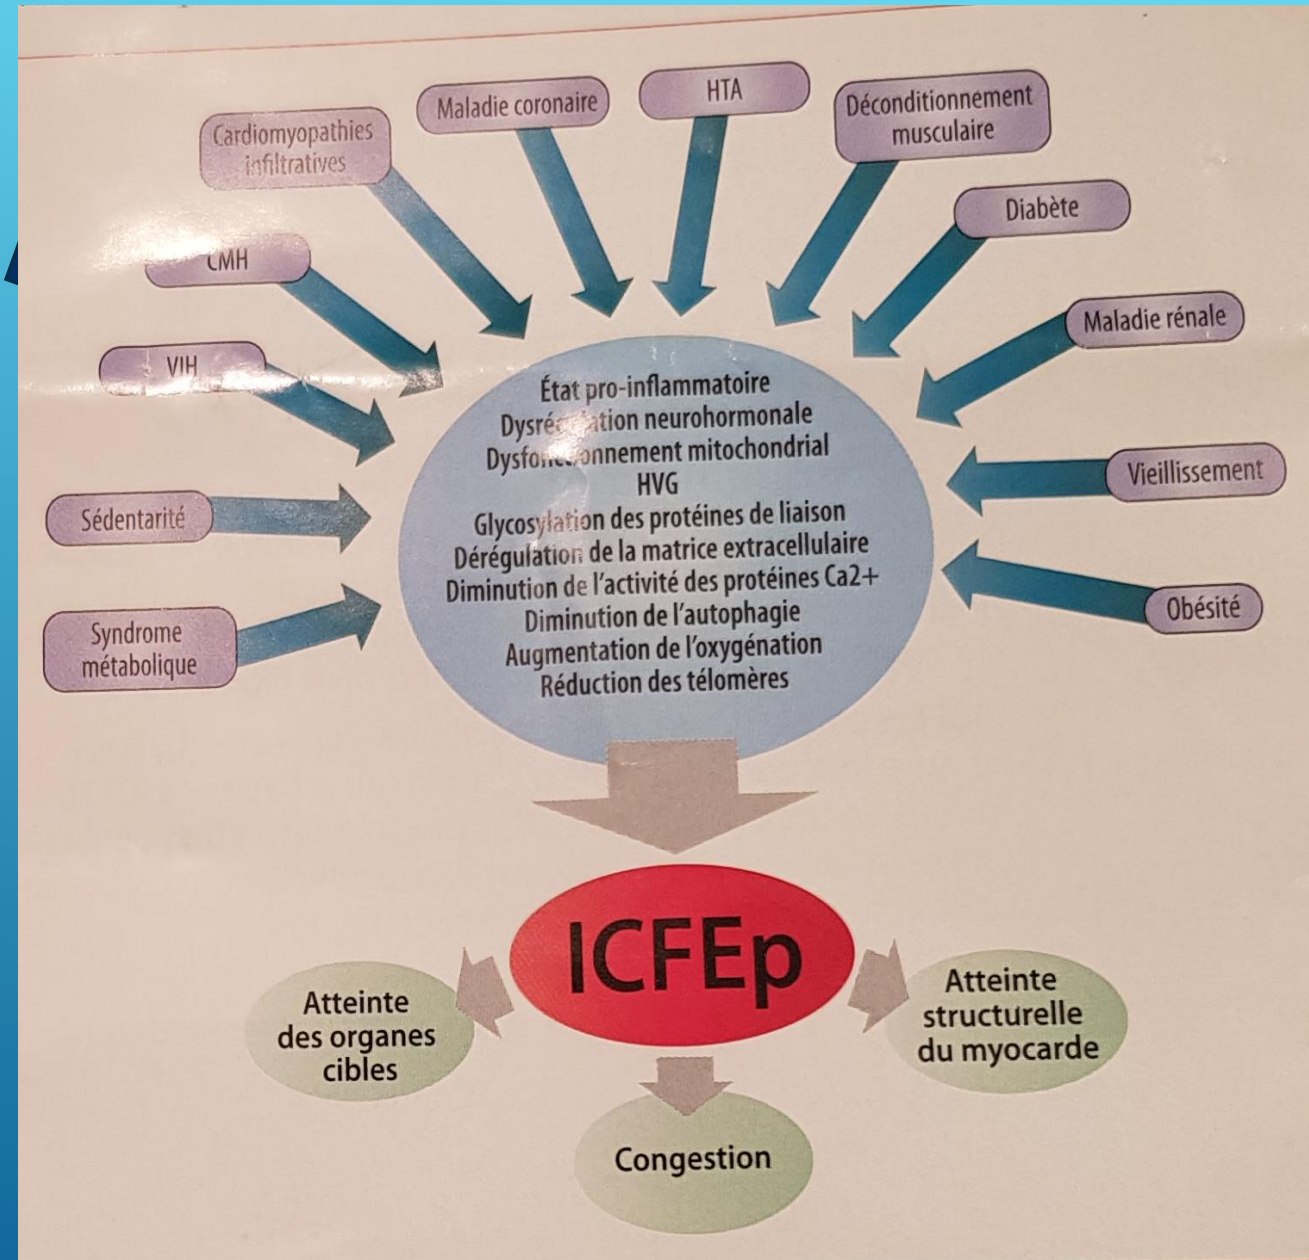 Maladie coronaire
HTA
Déconditionnement
musculaire
Cardiomyopathies
infiltratives
Diabète
CMH
Maladie rénale
VIH
Vieillissement
Sédentarité
Obésité
Syndrome
métabolique
État pro-inflammatoire
Dysrégulation neurohormonale
Dysfonctionnement mitochondrial
HVG
Glycosylation des protéines de liaison
Dérégulation de la matrice extracellulaire
Diminution de l'activité des protéines Ca2+
Diminution de l'autophagie
Augmentation de l'oxygénation
Réduction des télomères
ICFEp
Atteinte
des organes
cibles
Atteinte
structurelle
du myocarde
Congestion